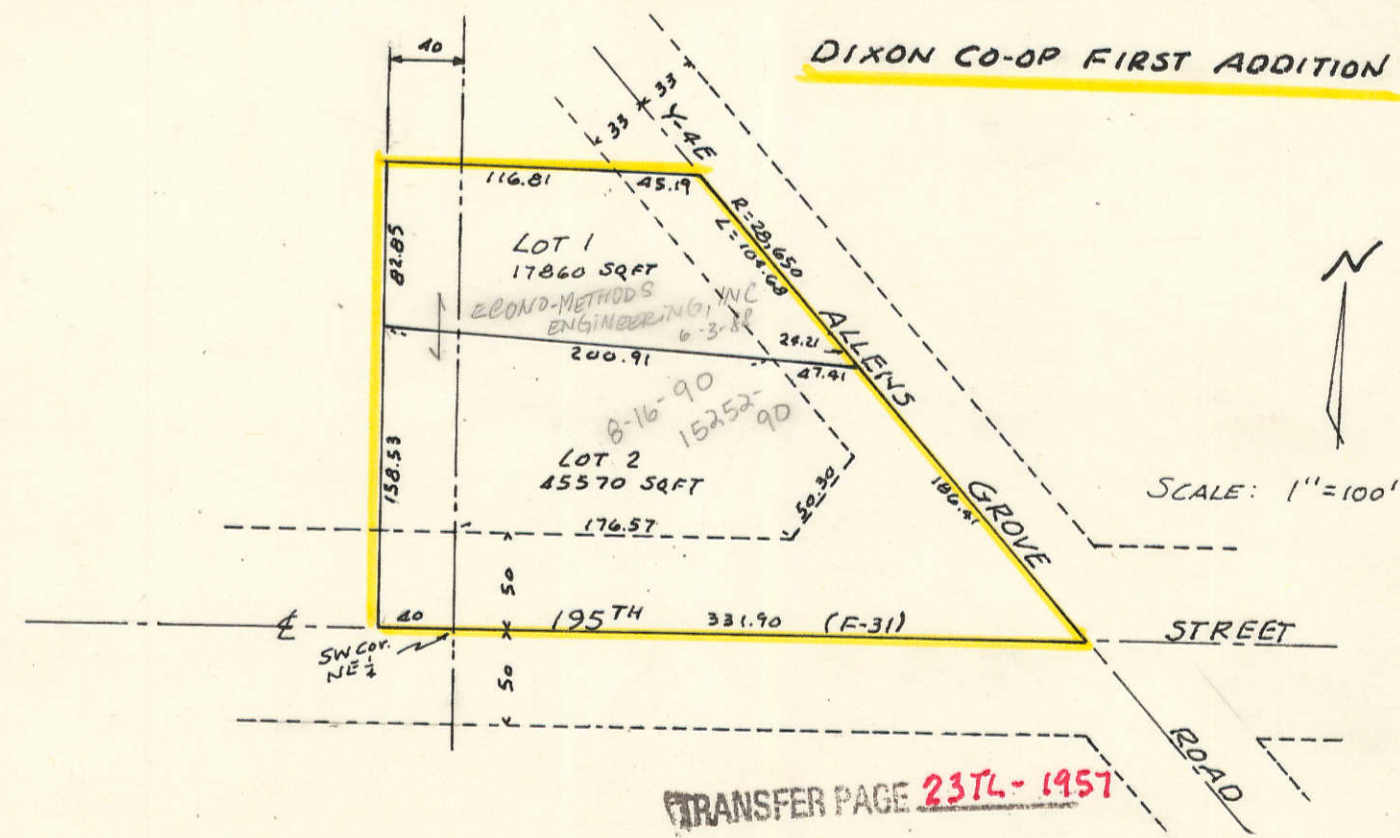 DIXON CO-OP FIRST ADDITION
40
33
33
Y-4E
116.81
45.19
R=28,650
L=104.68
82.85
LOT 1
17860 SQFT
ECONO-METHODS
ENGINEERING, INC
6-3-88
N
24.21
200.91
47.41
ALLENS
8-16-90
15252-
90
158.53
LOT 2
45570 SQFT
50.30
186.41
GROVE
SCALE: 1"=100'
176.57
50
40
195TH 331.90 (F-31)
STREET
SW Cor.
NE 1/4
50
ROAD
TRANSFER PAGE 23TL-1957